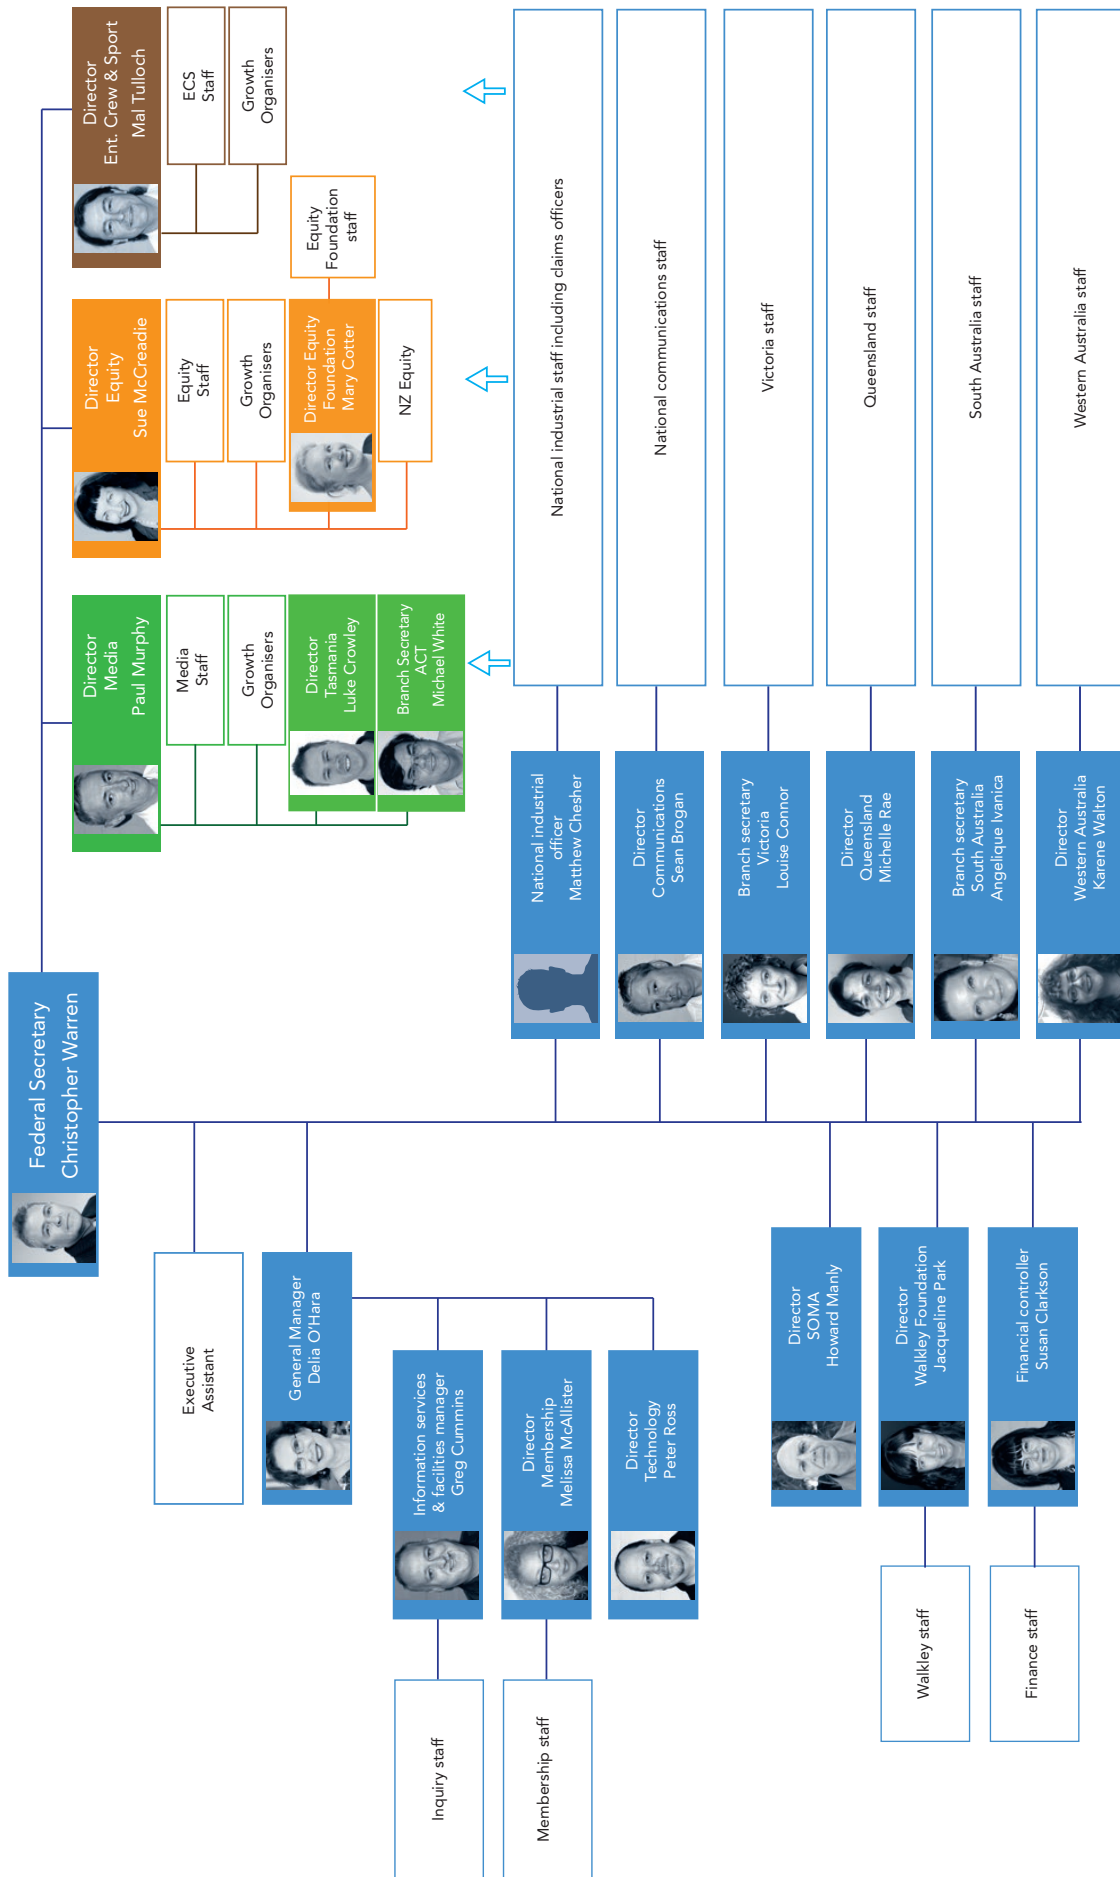 Federal Secretary
Christopher Warren
Executive
Assistant
General Manager
Delia O'Hara
Information services
& facilities manager
Greg Cummins
Inquiry staff
Director
Membership
Melissa McAllister
Membership staff
Director
Technology
Peter Ross
Director
SOMA
Howard Manly
Director
Walkley Foundation
Jacqueline Park
Walkley staff
Financial controller
Susan Clarkson
Finance staff
Director
Media
Paul Murphy
Media
Staff
Growth
Organisers
Director
Tasmania
Luke Crowley
Branch Secretary
ACT
Michael White
Director
Equity
Sue McCreadie
Equity
Staff
Growth
Organisers
Director Equity
Foundation
Mary Cotter
Equity
Foundation
staff
NZ Equity
Director
Ent. Crew & Sport
Mal Tulloch
ECS
Staff
Growth
Organisers
National industrial
officer
Matthew Chesher
National industrial staff including claims officers
Director
Communications
Sean Brogan
National communications staff
Branch secretary
Victoria
Louise Connor
Victoria staff
Director
Queensland
Michelle Rae
Queensland staff
Branch secretary
South Australia
Angelique Ivanica
South Australia staff
Director
Western Australia
Karene Walton
Western Australia staff